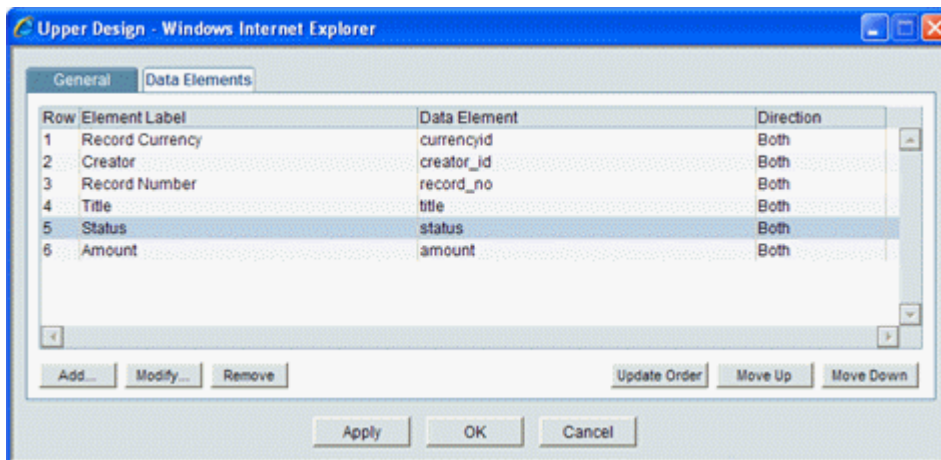 Upper Design - Windows Internet Explorer
General Data Elements
Row Element Label Data Element Direction
1 Record Currency currencyid Both
2 Creator creator_id Both
3 Record Number record_no Both
4 Title title Both
5 Status status Both
6 Amount amount Both
Add... Modify... Remove Update Order Move Up Move Down
Apply OK Cancel